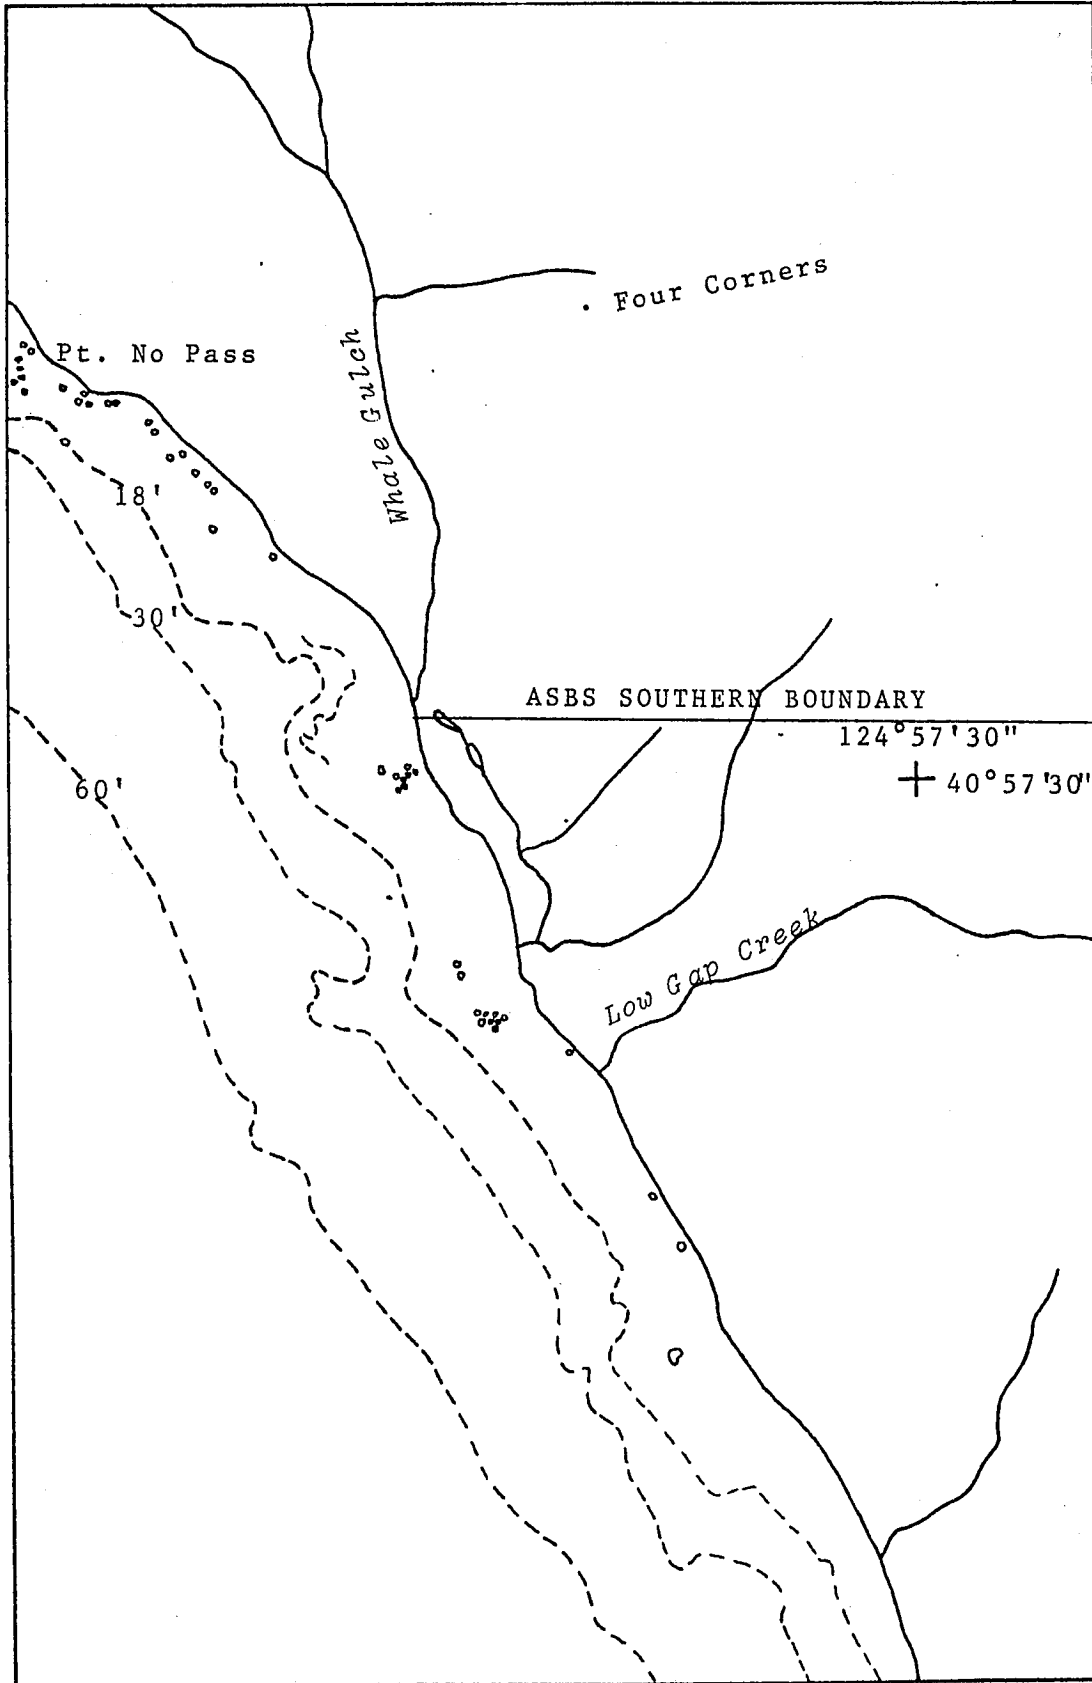 Four Corners
Pt. No Pass
Whale Gulch
18'
30'
ASBS SOUTHERN BOUNDARY
124°57'30"
40°57'30"
60'
Low Gap Creek